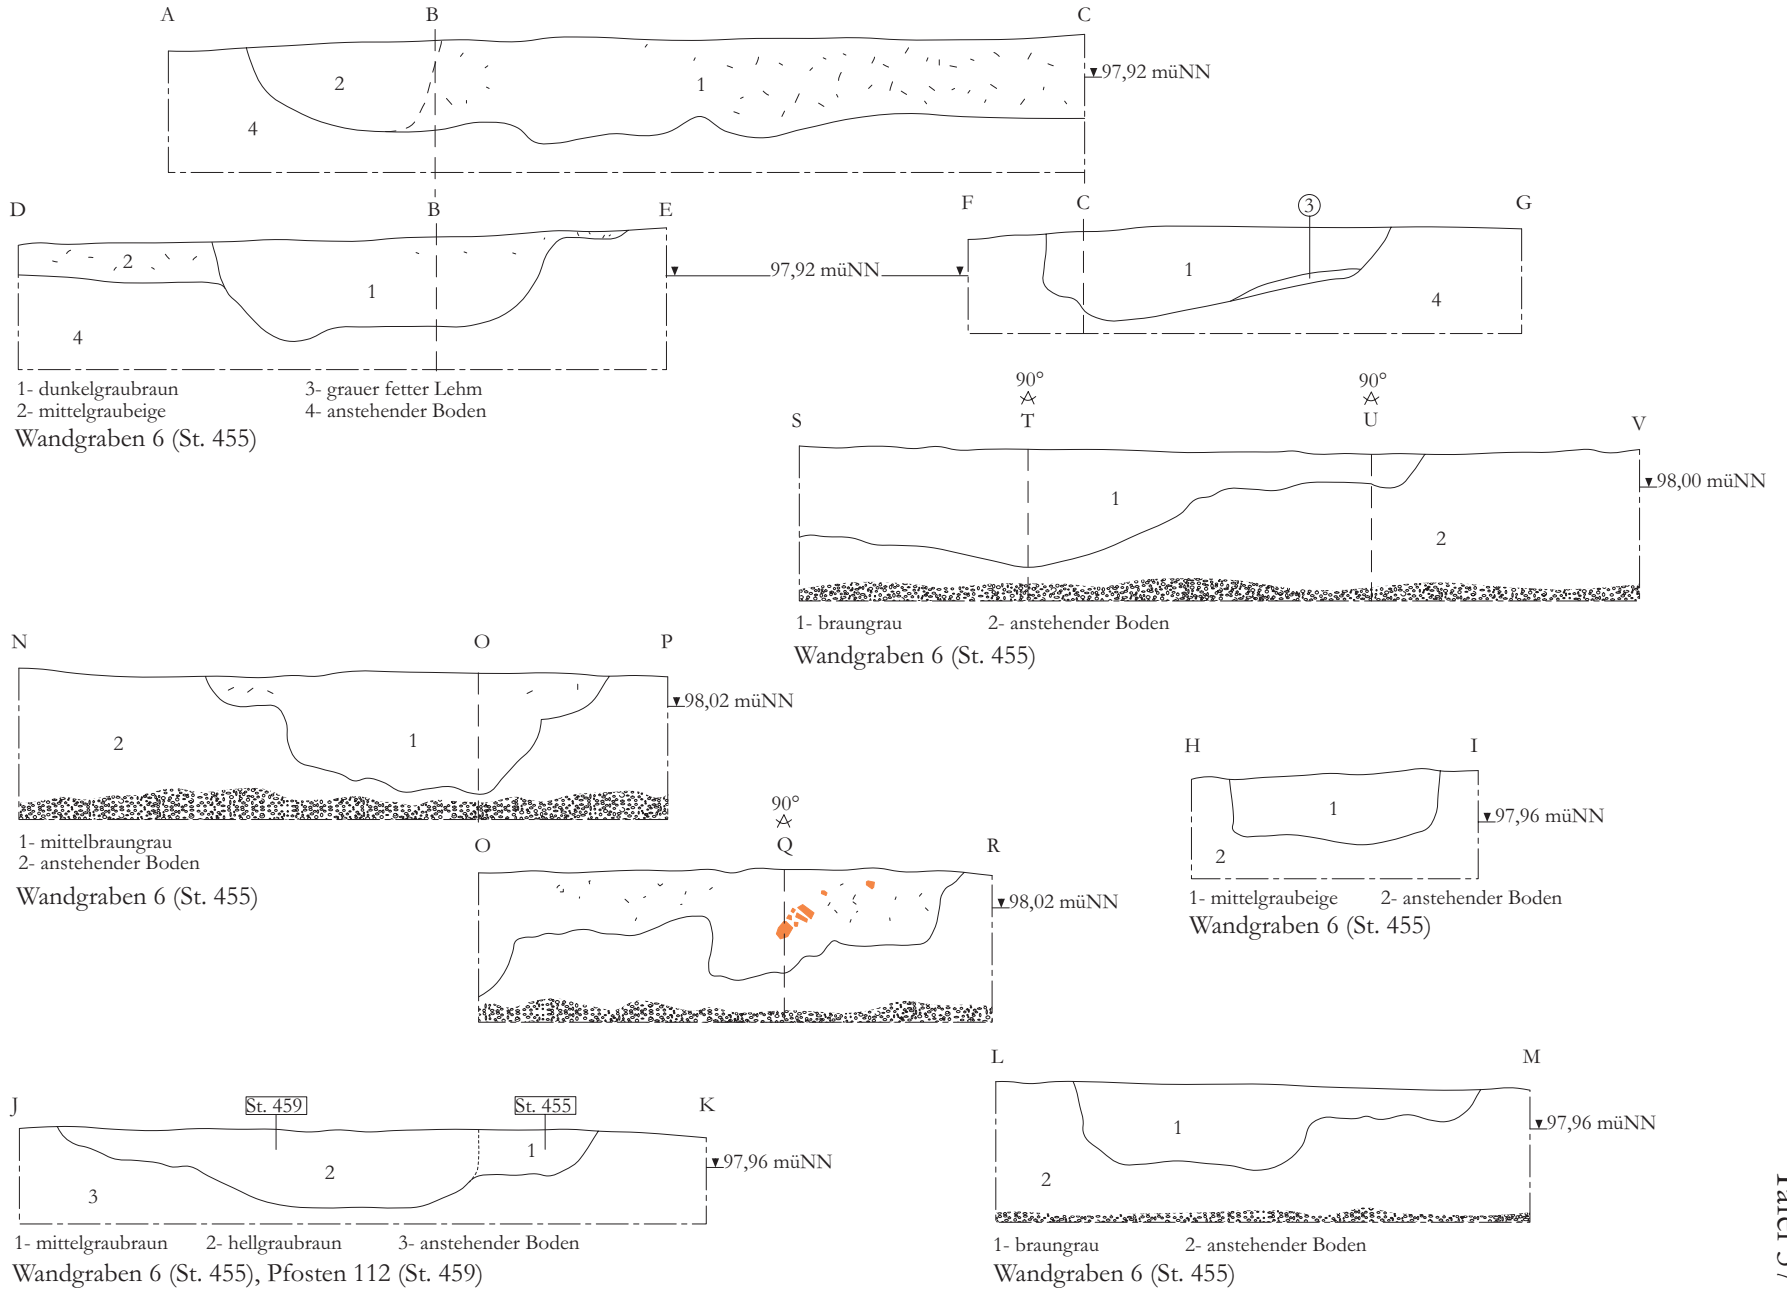 A B C
2 1 97,92 müNN
4
D B E F C 3 G
2 1 97,92 müNN 1 4
4
1- dunkelgraubraun 3- grauer fetter Lehm
2- mittelgraubeige 4- anstehender Boden
Wandgraben 6 (St. 455)
90° 90°
S T U V
1 98,00 müNN
2
1- braungrau 2- anstehender Boden
Wandgraben 6 (St. 455)
N O P
98,02 müNN
2 1
1- mittelbraungrau
2- anstehender Boden
Wandgraben 6 (St. 455)
90°
O Q R
98,02 müNN
H I
1 97,96 müNN
2
1- mittelgraubeige 2- anstehender Boden
Wandgraben 6 (St. 455)
J St. 459 St. 455 K
1
2 97,96 müNN
3
1- mittelgraubraun 2- hellgraubraun 3- anstehender Boden
Wandgraben 6 (St. 455), Pfosten 112 (St. 459)
L M
1 97,96 müNN
2
1- braungrau 2- anstehender Boden
Wandgraben 6 (St. 455)